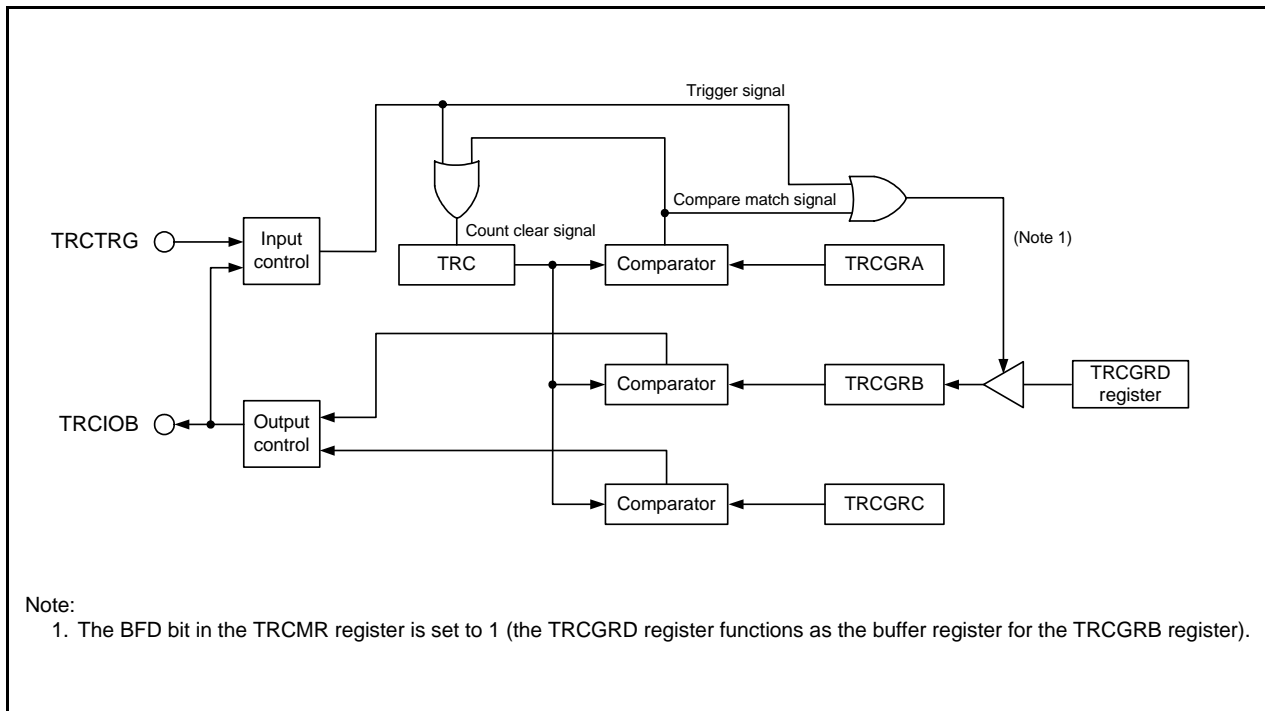 Trigger signal
Compare match signal
(Note 1)
TRCTRG
Input
control
Count clear signal
TRC
Comparator
TRCGRA
Comparator
TRCGRB
TRCGRD
register
TRCIOB
Output
control
Comparator
TRCGRC
Note:
1. The BFD bit in the TRCMR register is set to 1 (the TRCGRD register functions as the buffer register for the TRCGRB register).